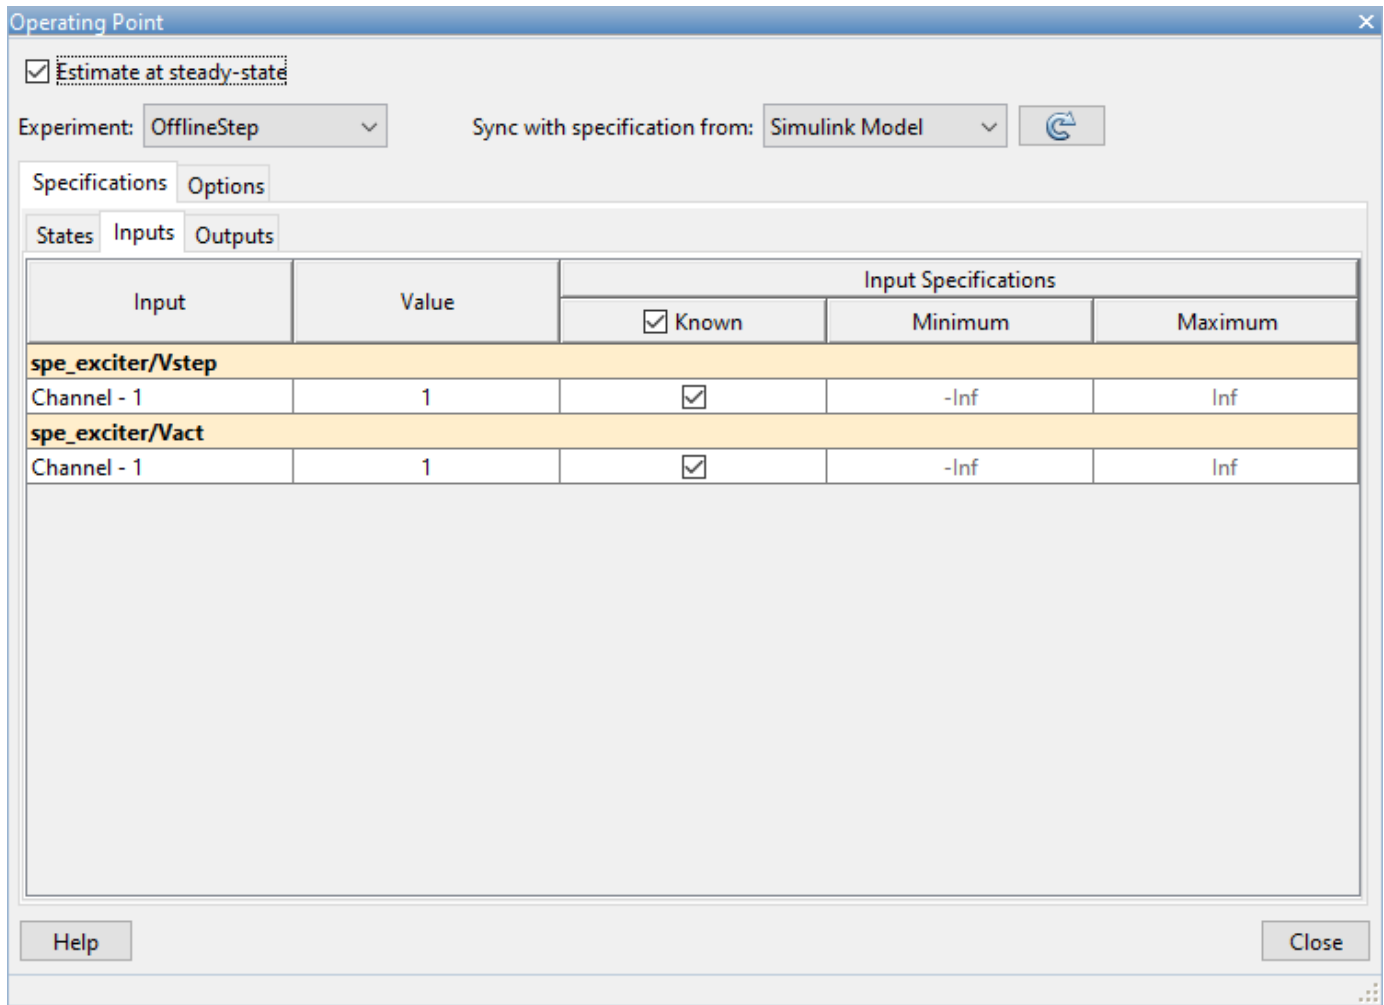 Operating Point
Estimate at steady-state
Experiment: OfflineStep Sync with specification from: Simulink Model
Specifications Options
States Inputs Outputs
Input Value Input Specifications
Known Minimum Maximum
spe_exciter/Vstep
Channel - 1 1 -Inf Inf
spe_exciter/Vact
Channel - 1 1 -Inf Inf
Help Close